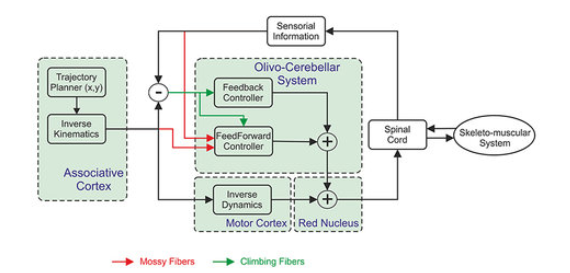 Sensorial
Information
Olivo-Cerebellar
System
Trajectory
Planner (x,y)
Inverse
Kinematics
Associative
Cortex
-
Feedback
Controller
FeedForward
Controller
+
Spinal
Cord
Skeleto-muscular
System
Inverse
Dynamics
Motor Cortex
+
Red Nucleus
Mossy Fibers
Climbing Fibers